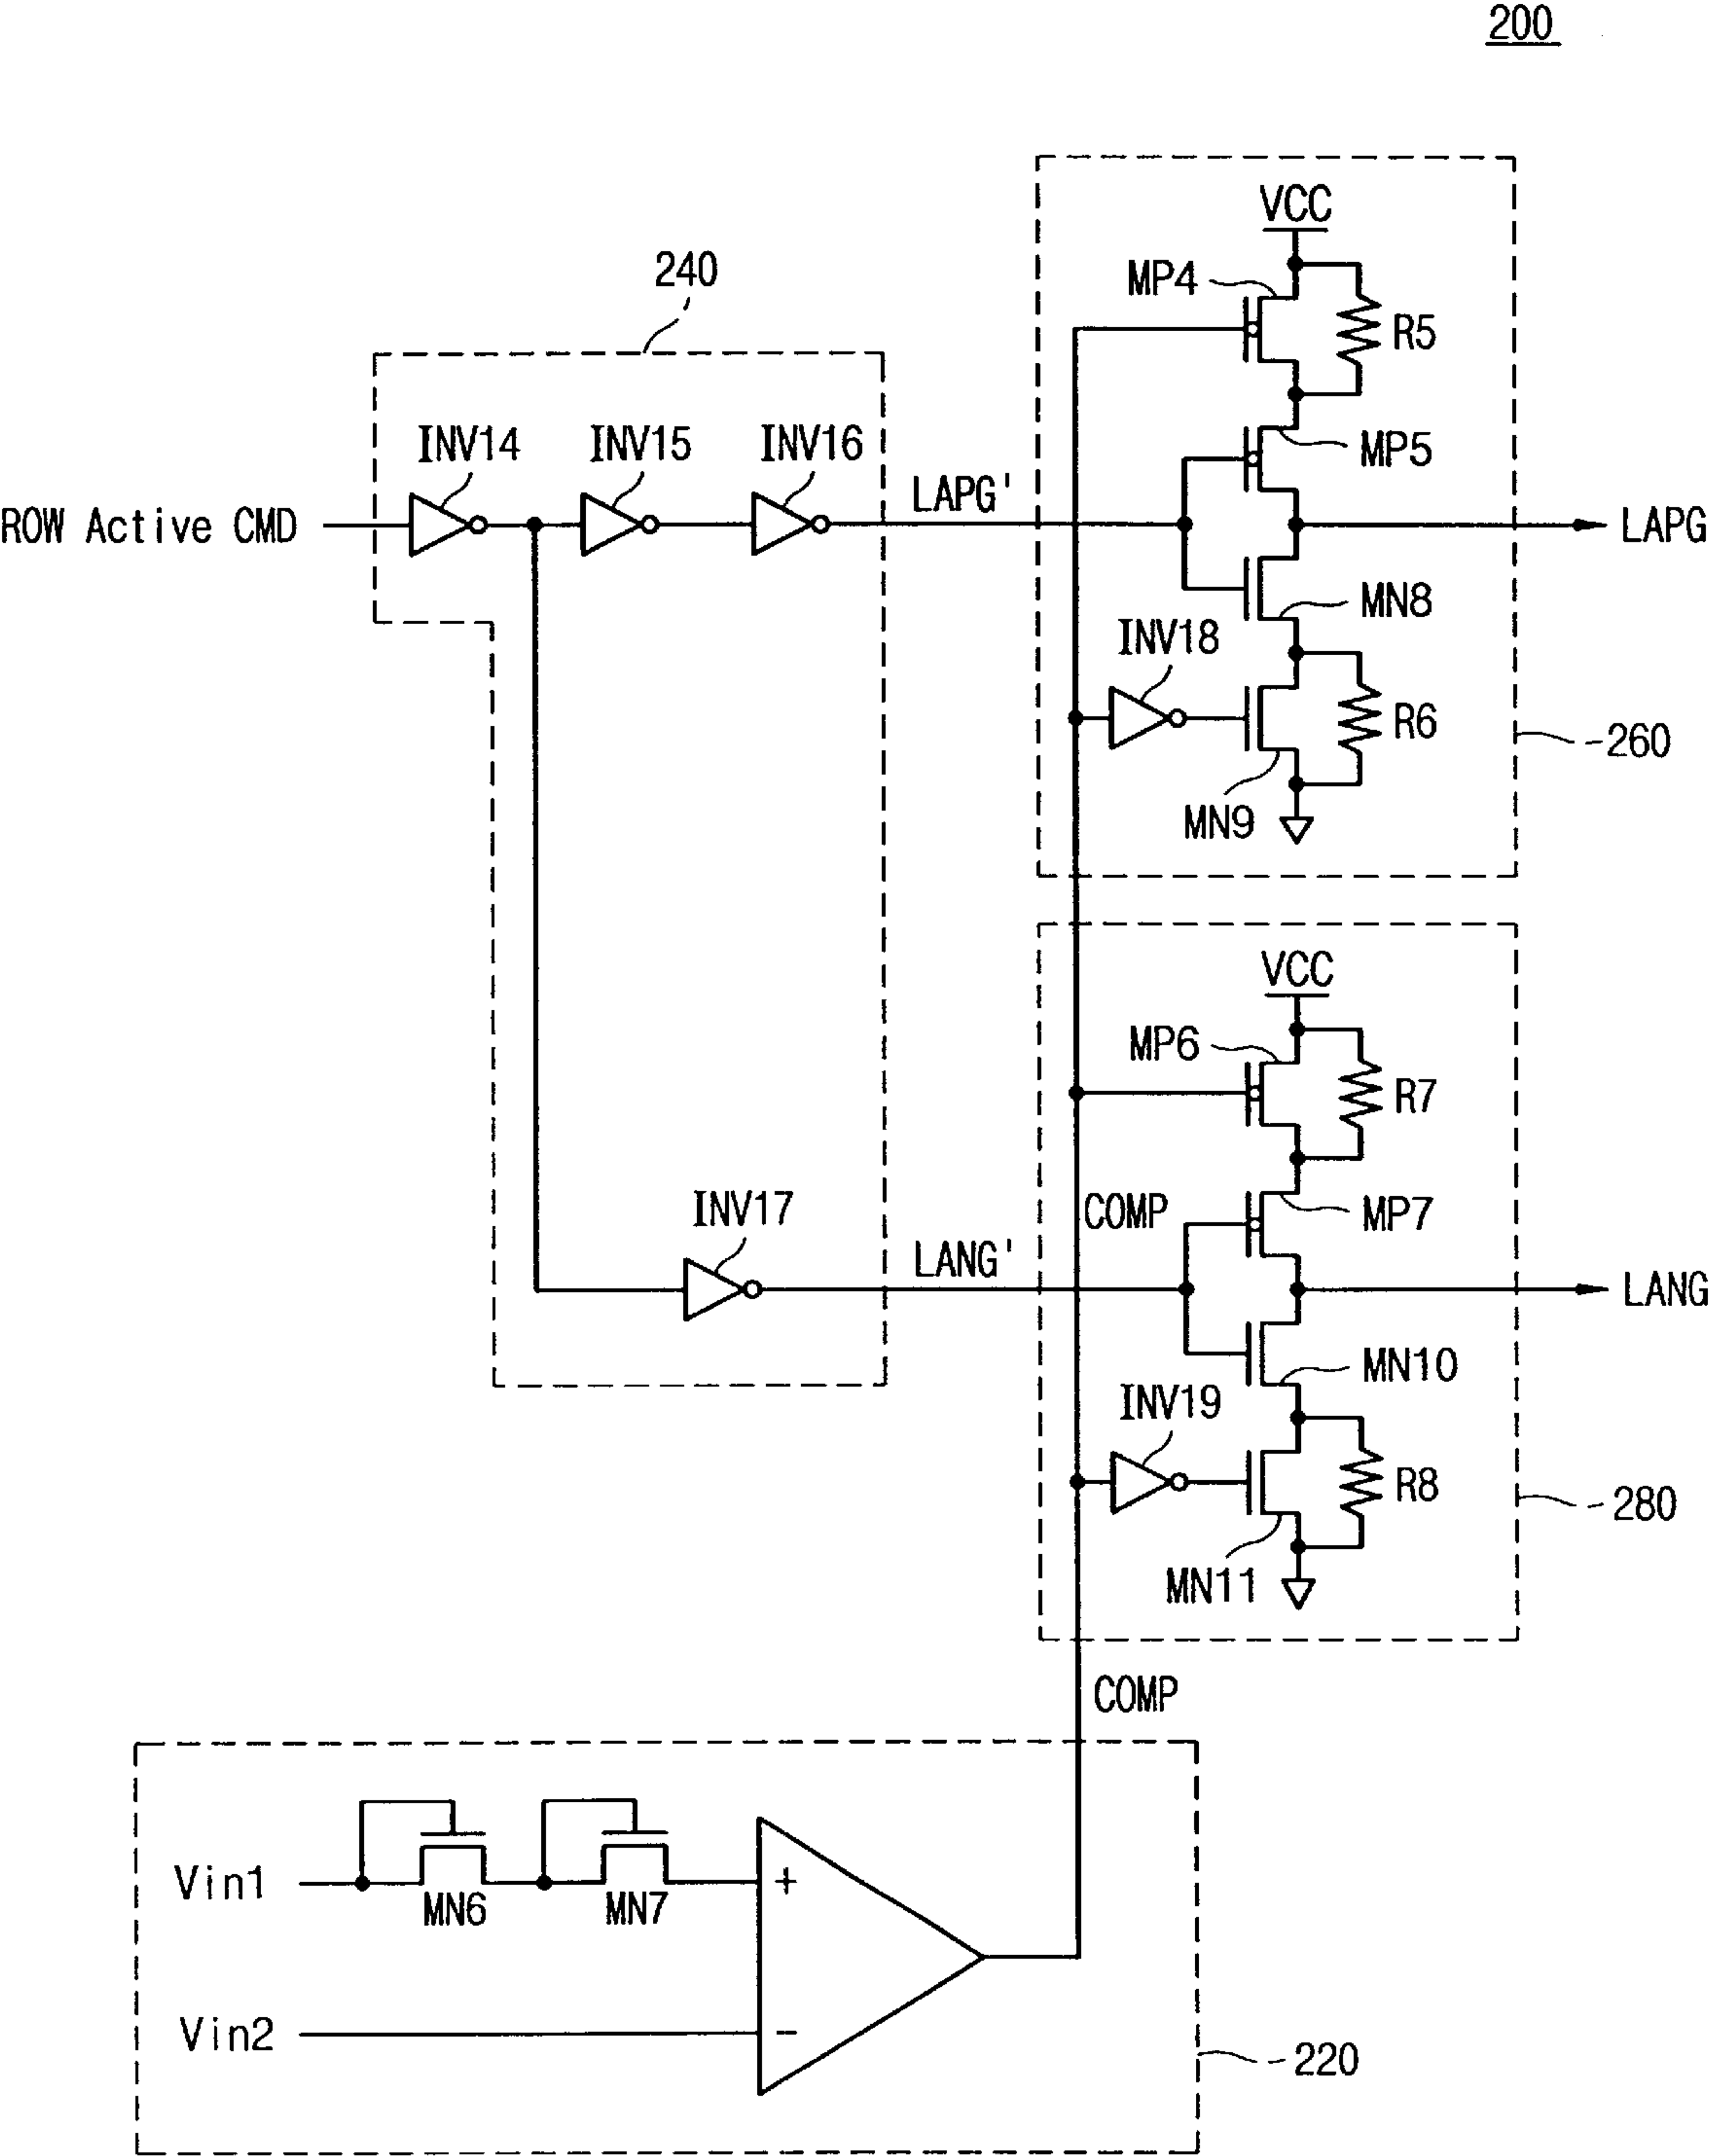 200
VCC
MP4
R5
240
INV14
INV15
INV16
MP5
LAPG'
ROW Active CMD
LAPG
MN8
INV18
R6
260
MN9
VCC
MP6
R7
INV17
COMP
MP7
LANG'
LANG
MN10
INV19
R8
280
MN11
COMP
Vin1
MN6
MN7
+
Vin2
-
220